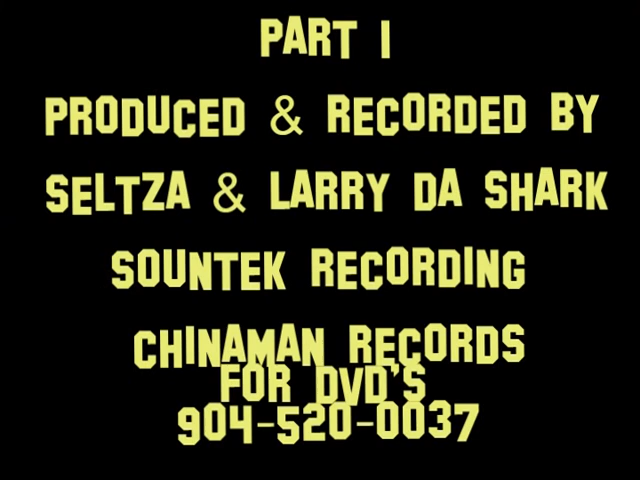 PART I
PRODUCED & RECORDED BY
SELTZA & LARRY DA SHARK
SOUNTEK RECORDING
CHINAMAN RECORDS
FOR DVD'S
904-520-0037